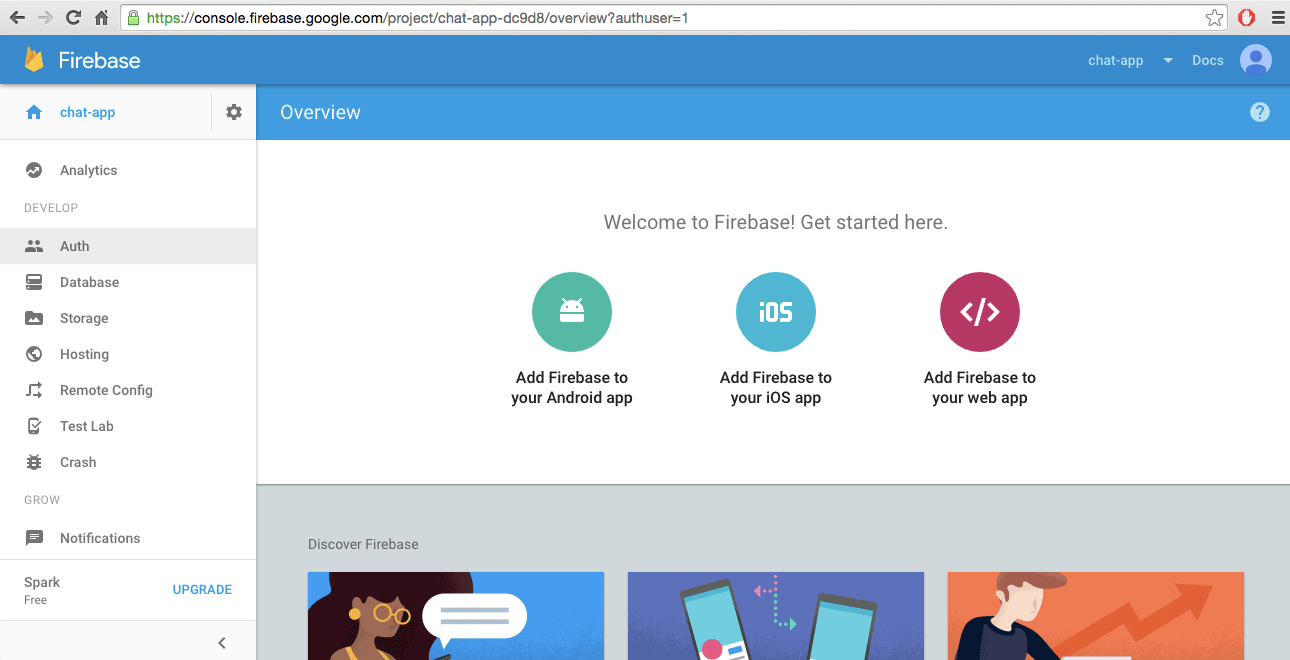 https://console.firebase.google.com/project/chat-app-dc9d8/overview?authuser=1
Firebase
chat-app
Docs
chat-app
Overview
?
Analytics
DEVELOP
Auth
Database
Storage
Hosting
Remote Config
Test Lab
Crash
GROW
Notifications
Spark
Free
UPGRADE
Welcome to Firebase! Get started here.
iOS
</>
Add Firebase to
your Android app
Add Firebase to
your iOS app
Add Firebase to
your web app
Discover Firebase